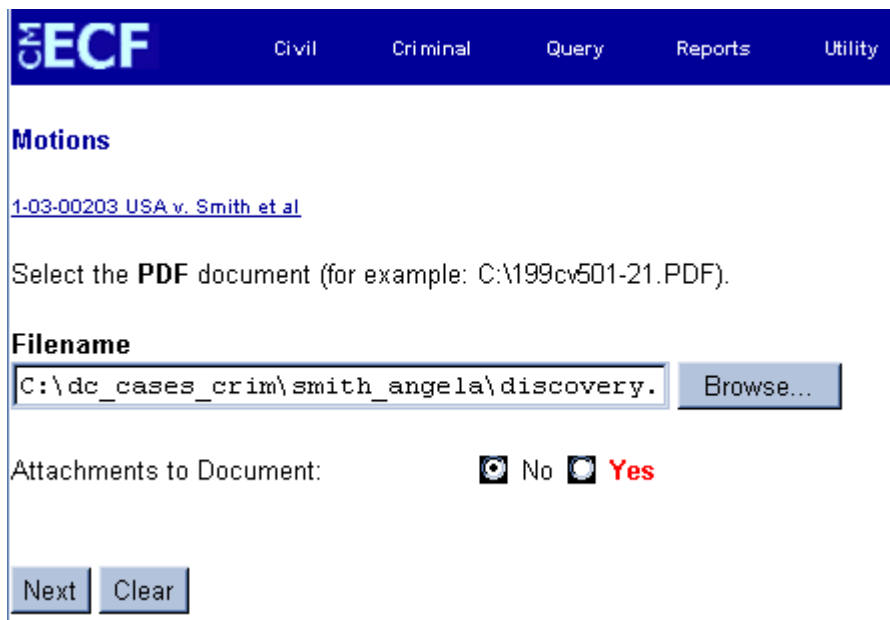 CM ECF Civil Criminal Query Reports Utility
Motions
1-03-00203 USA v. Smith et al
Select the PDF document (for example: C:\199cv501-21.PDF).
Filename
C:\dc_cases_crim\smith_angela\discovery. Browse...
Attachments to Document: No Yes
Next Clear